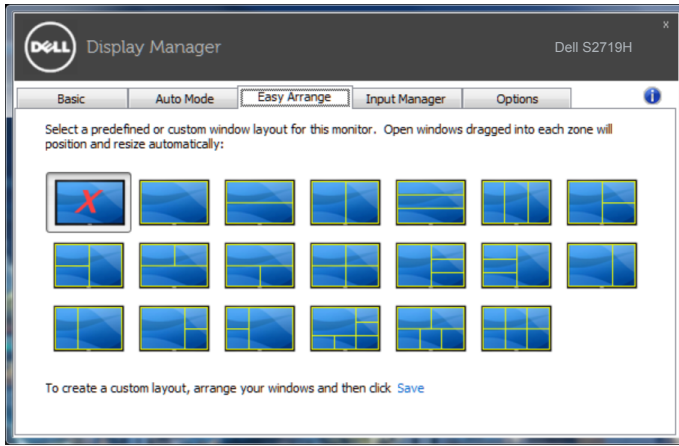 x
DELL Display Manager Dell S2719H
Basic Auto Mode Easy Arrange Input Manager Options i
Select a predefined or custom window layout for this monitor. Open windows dragged into each zone will
position and resize automatically:
X
To create a custom layout, arrange your windows and then click Save